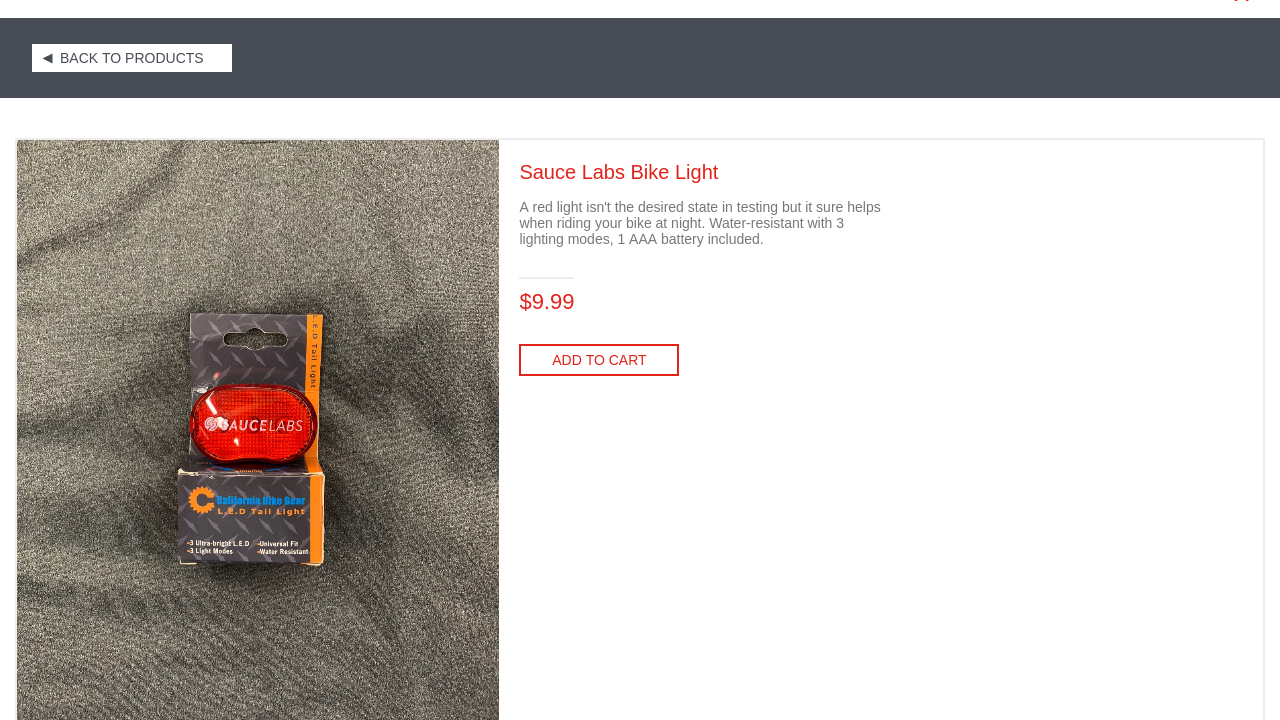 BACK TO PRODUCTS
Sauce Labs Bike Light
A red light isn't the desired state in testing but it sure helps
when riding your bike at night. Water-resistant with 3
lighting modes, 1 AAA battery included.
$9.99
ADD TO CART
L.E.D Tail Light
SAUCELABS
California Bike Gear
L.E.D Tail Light
-3 Ultra-bright L.E.D -Universal Fit
-3 Light Modes -Water Resistant